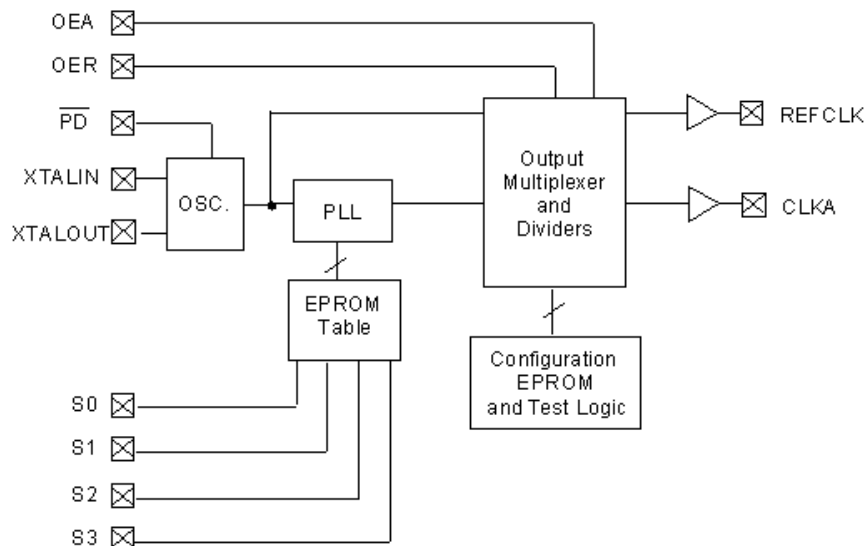 OEA
OER
PD
XTALIN
XTALOUT
OSC.
PLL
EPROM
Table
Output
Multiplexer
and
Dividers
REFCLK
CLKA
Configuration
EPROM
and Test Logic
S0
S1
S2
S3